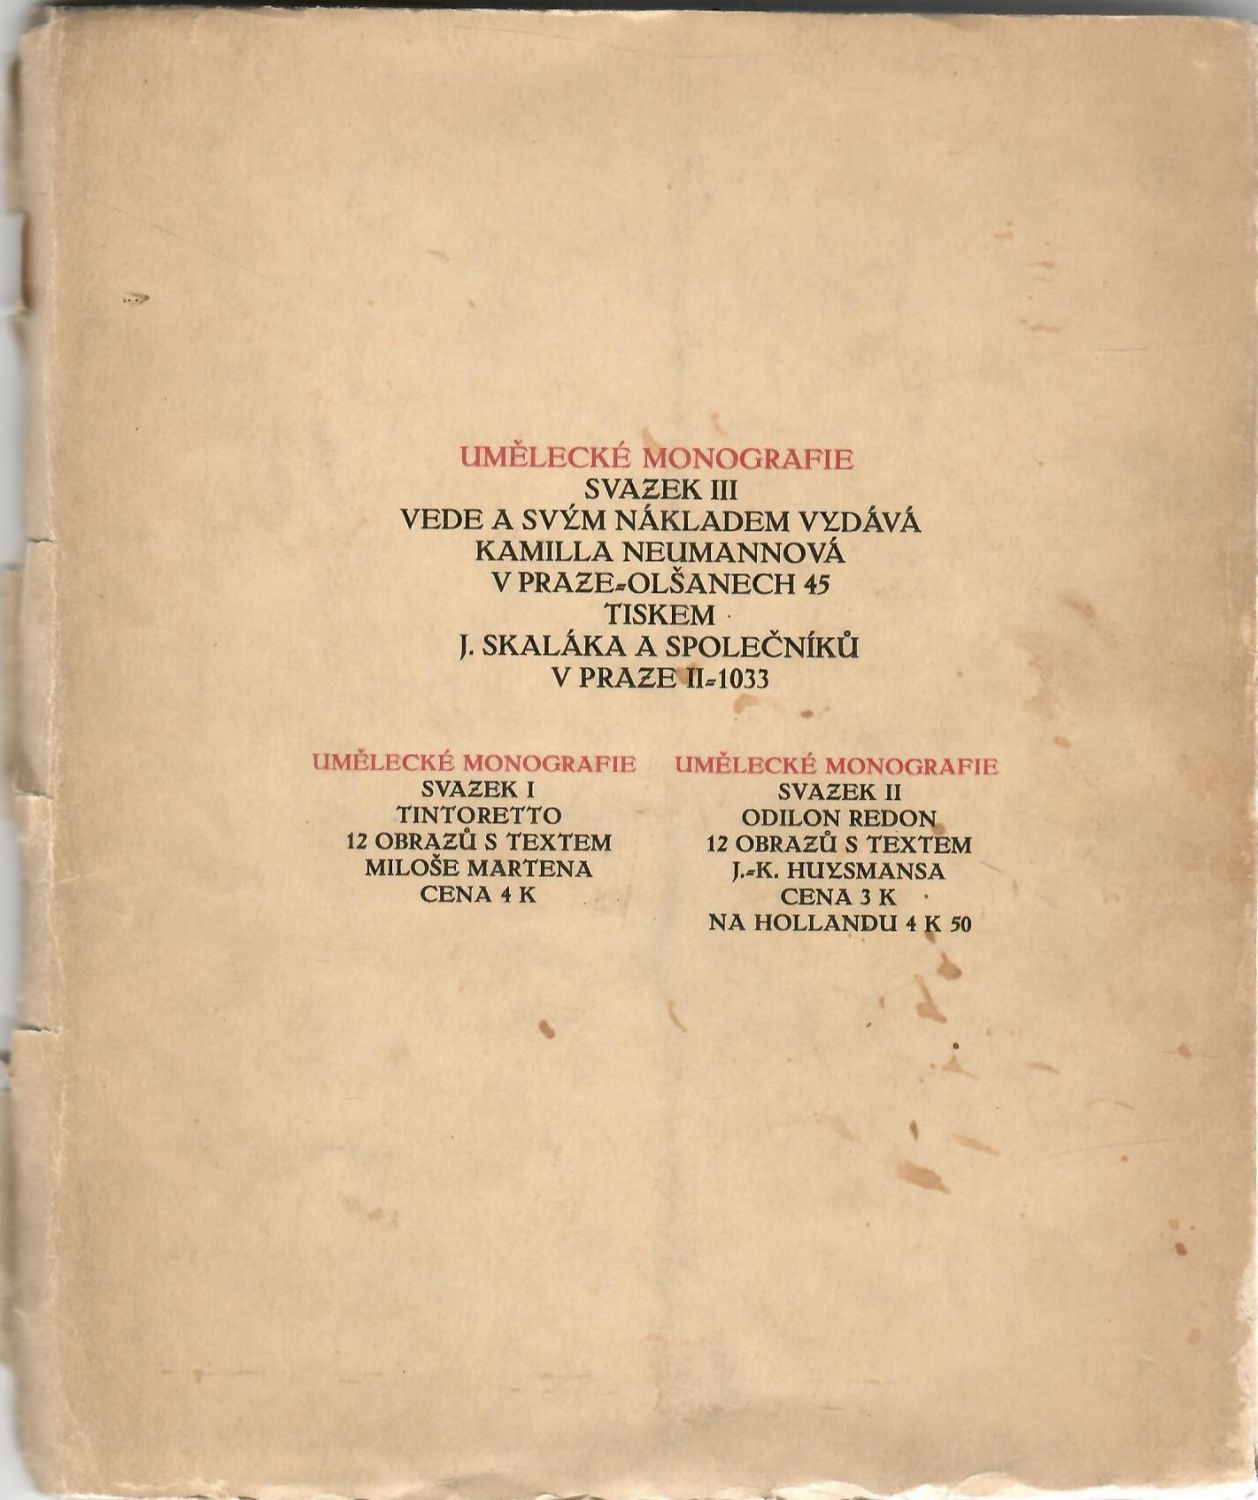 UMĚLECKÉ MONOGRAFIE
SVAZEK III
VEDE A SVÝM NÁKLADEM VYDÁVÁ
KAMILLA NEUMANNOVÁ
V PRAZE-OLŠANECH 45
TISKEM
J. SKALÁKA A SPOLEČNÍKŮ
V PRAZE II-1033
UMĚLECKÉ MONOGRAFIE
SVAZEK I
TINTORETTO
12 OBRAZŮ S TEXTEM
MILOŠE MARTENA
CENA 4 K
UMĚLECKÉ MONOGRAFIE
SVAZEK II
ODILON REDON
12 OBRAZŮ S TEXTEM
J.-K. HUYSMANSA
CENA 3 K
NA HOLLANDU 4 K 50